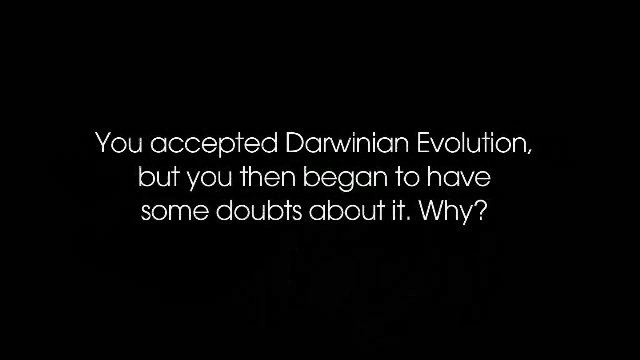 You accepted Darwinian Evolution,
but you then began to have
some doubts about it. Why?